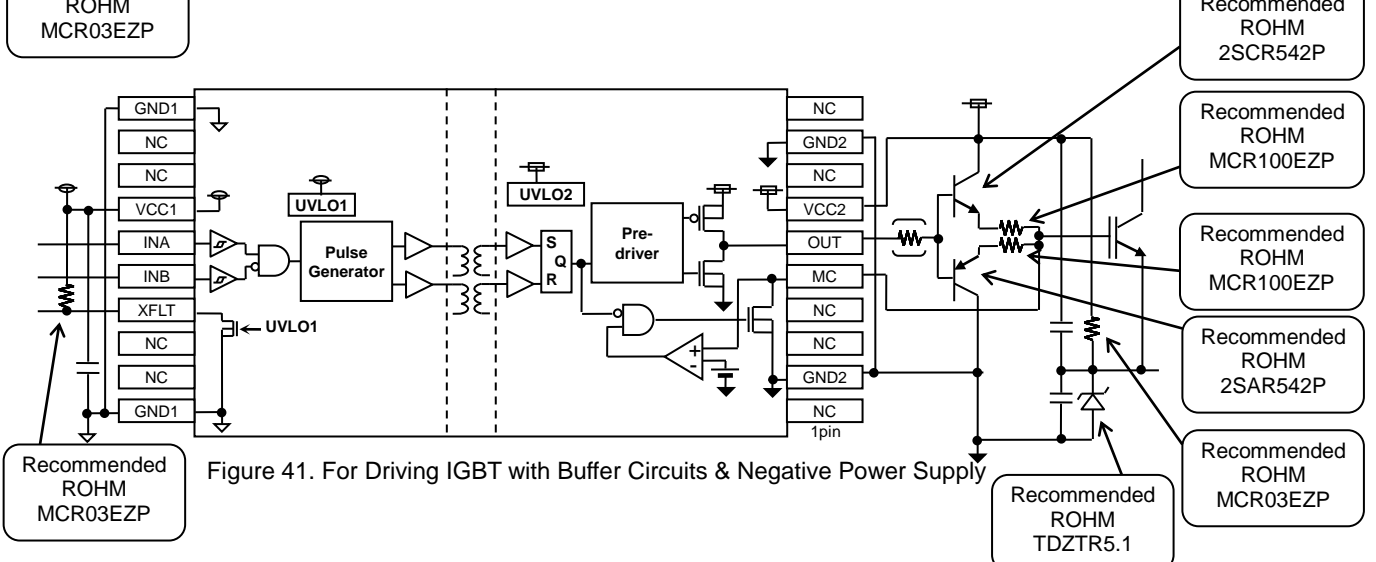 ROHM
MCR03EZP
Recommended
ROHM
2SCR542P
Recommended
ROHM
MCR100EZP
Recommended
ROHM
MCR100EZP
Recommended
ROHM
2SAR542P
Recommended
ROHM
MCR03EZP
Recommended
ROHM
TDZTR5.1
Recommended
ROHM
MCR03EZP
GND1
NC
NC
VCC1
INA
INB
XFLT
NC
NC
GND1
UVLO1
Pulse
Generator
UVLO1
UVLO2
S
Q
R
Pre-
driver
+
-
NC
GND2
NC
VCC2
OUT
MC
NC
NC
GND2
NC
1pin
Figure 41. For Driving IGBT with Buffer Circuits & Negative Power Supply